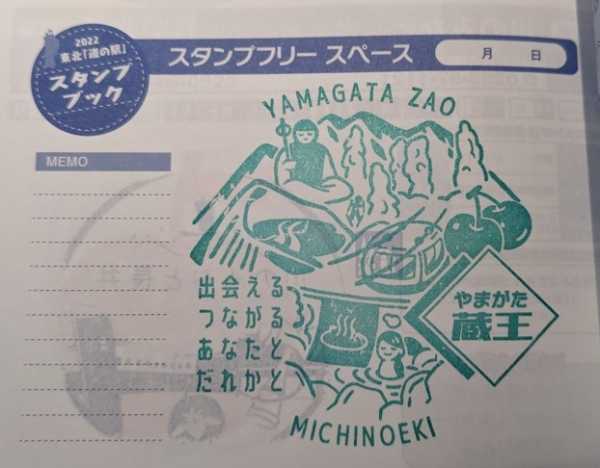 2022
東北「道の駅」
スタンプ
ブック
スタンプフリー スペース
月 日
MEMO
YAMAGATA ZAO
出会える
つながる
あなたと
だれかと
やまがた
蔵王
MICHINOEKI